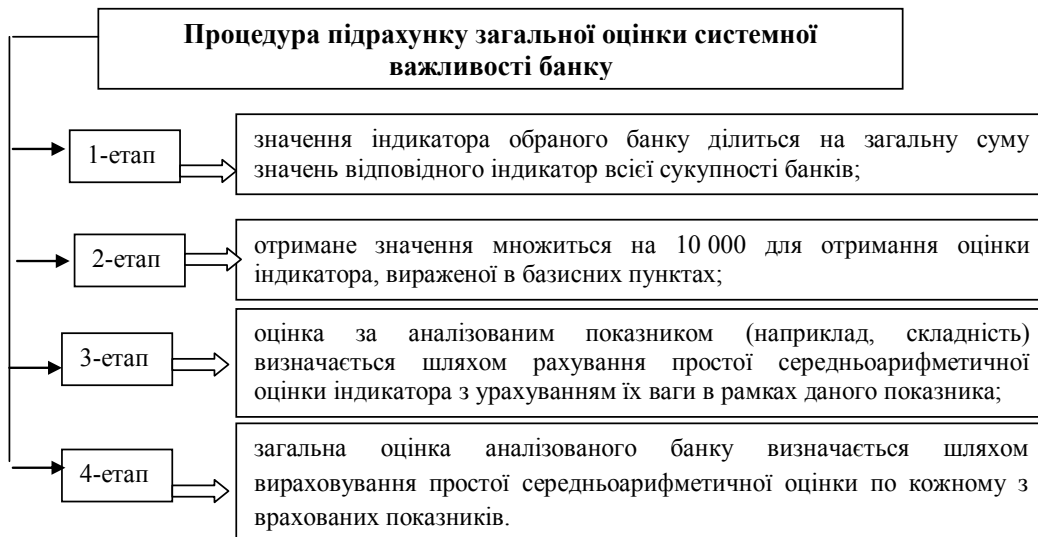 Процедура підрахунку загальної оцінки системної
важливості банку
1-етап
значення індикатора обраного банку ділиться на загальну суму
значень відповідного індикатор всієї сукупності банків;
2-етап
отримане значення множиться на 10 000 для отримання оцінки
індикатора, вираженої в базисних пунктах;
3-етап
оцінка за аналізованим показником (наприклад, складність)
визначається шляхом рахування простої середньоарифметичної
оцінки індикатора з урахуванням їх ваги в рамках даного показника;
4-етап
загальна оцінка аналізованого банку визначається шляхом
вираховування простої середньоарифметичної оцінки по кожному з
врахованих показників.